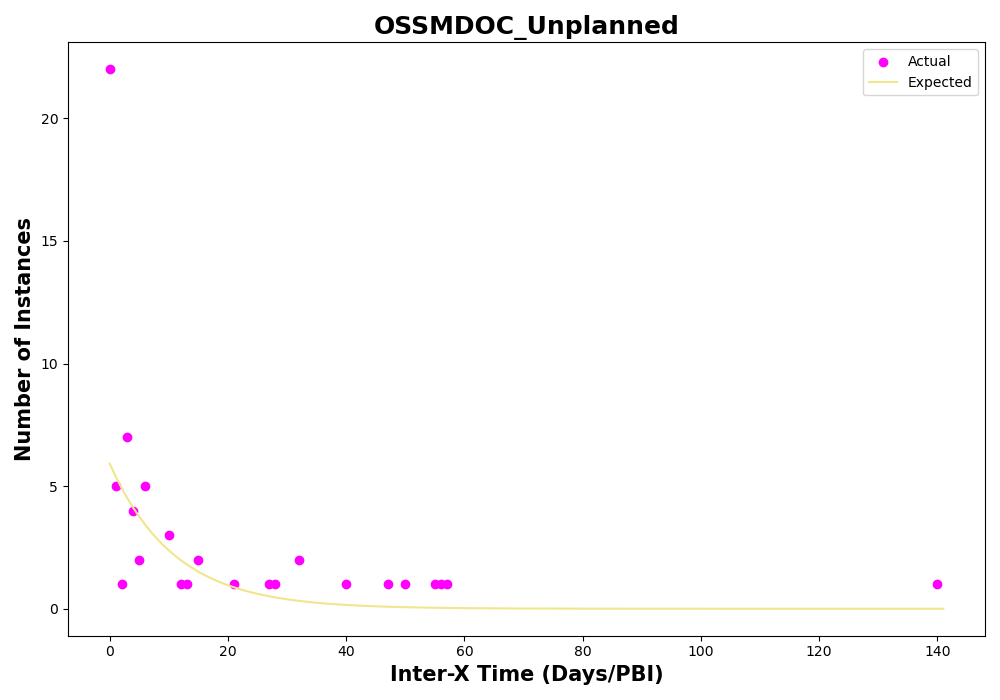 OSSMDOC_Unplanned
Actual
Expected
Number of Instances
20
15
10
5
0
0 20 40 60 80 100 120 140
Inter-X Time (Days/PBI)